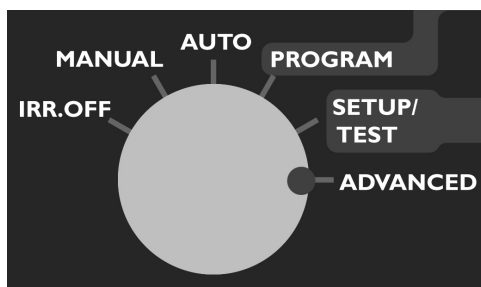 AUTO
MANUAL
PROGRAM
IRR.OFF
SETUP/
TEST
ADVANCED